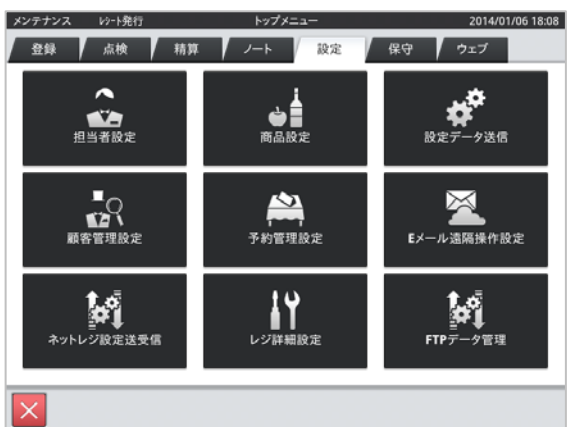 メンテナンス ﾚｼｰﾄ発行 トップメニュー 2014/01/06 18:08
登録 点検 精算 ノート 設定 保守 ウェブ
担当者設定 商品設定 設定データ送信
顧客管理設定 予約管理設定 Eメール遠隔操作設定
ネットレジ設定送受信 レジ詳細設定 FTPデータ管理